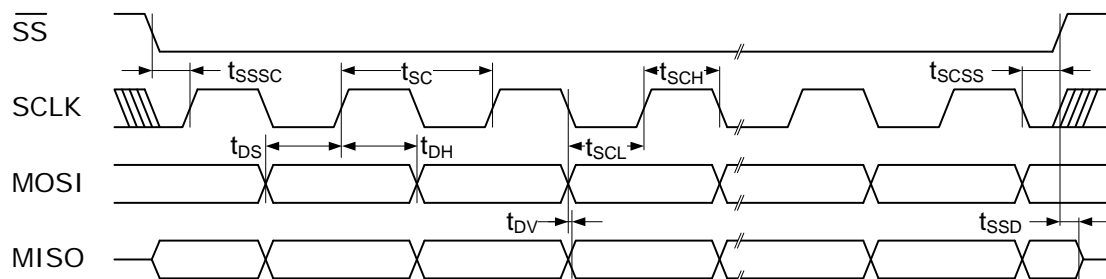 SS
tSSSC tSC tSCH tSCSS
SCLK
tDS tDH tSCL
MOSI
tDV tSSD
MISO